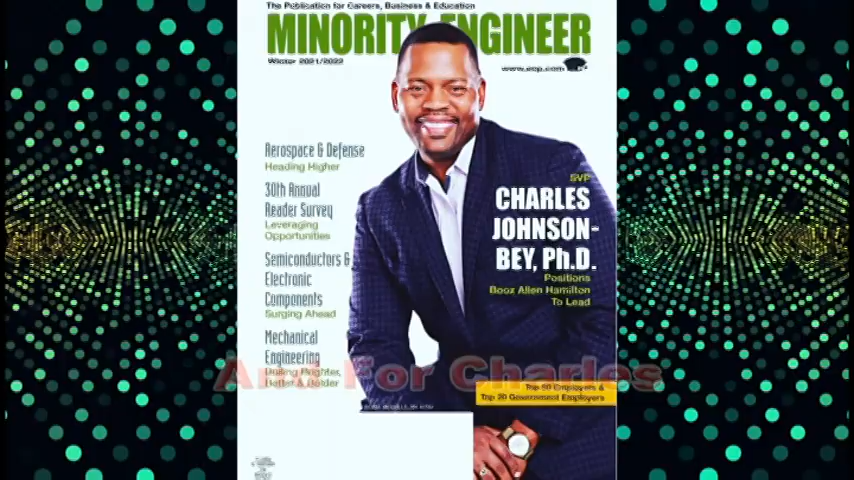 The Publication for Careers, Business & Education
MINORITY ENGINEER
Winter 2021/2022
www.eop.com
Aerospace & Defense
Heading Higher
30th Annual
Reader Survey
Leveraging
Opportunities
Semiconductors &
Electronic
Components
Surging Ahead
Mechanical
Engineering
Better & Bolder
SVP
CHARLES
JOHNSON-
BEY, Ph.D.
Positions
Booz Allen Hamilton
To Lead
And For Charles
Top 50 Employers &
Top 20 Government Employers